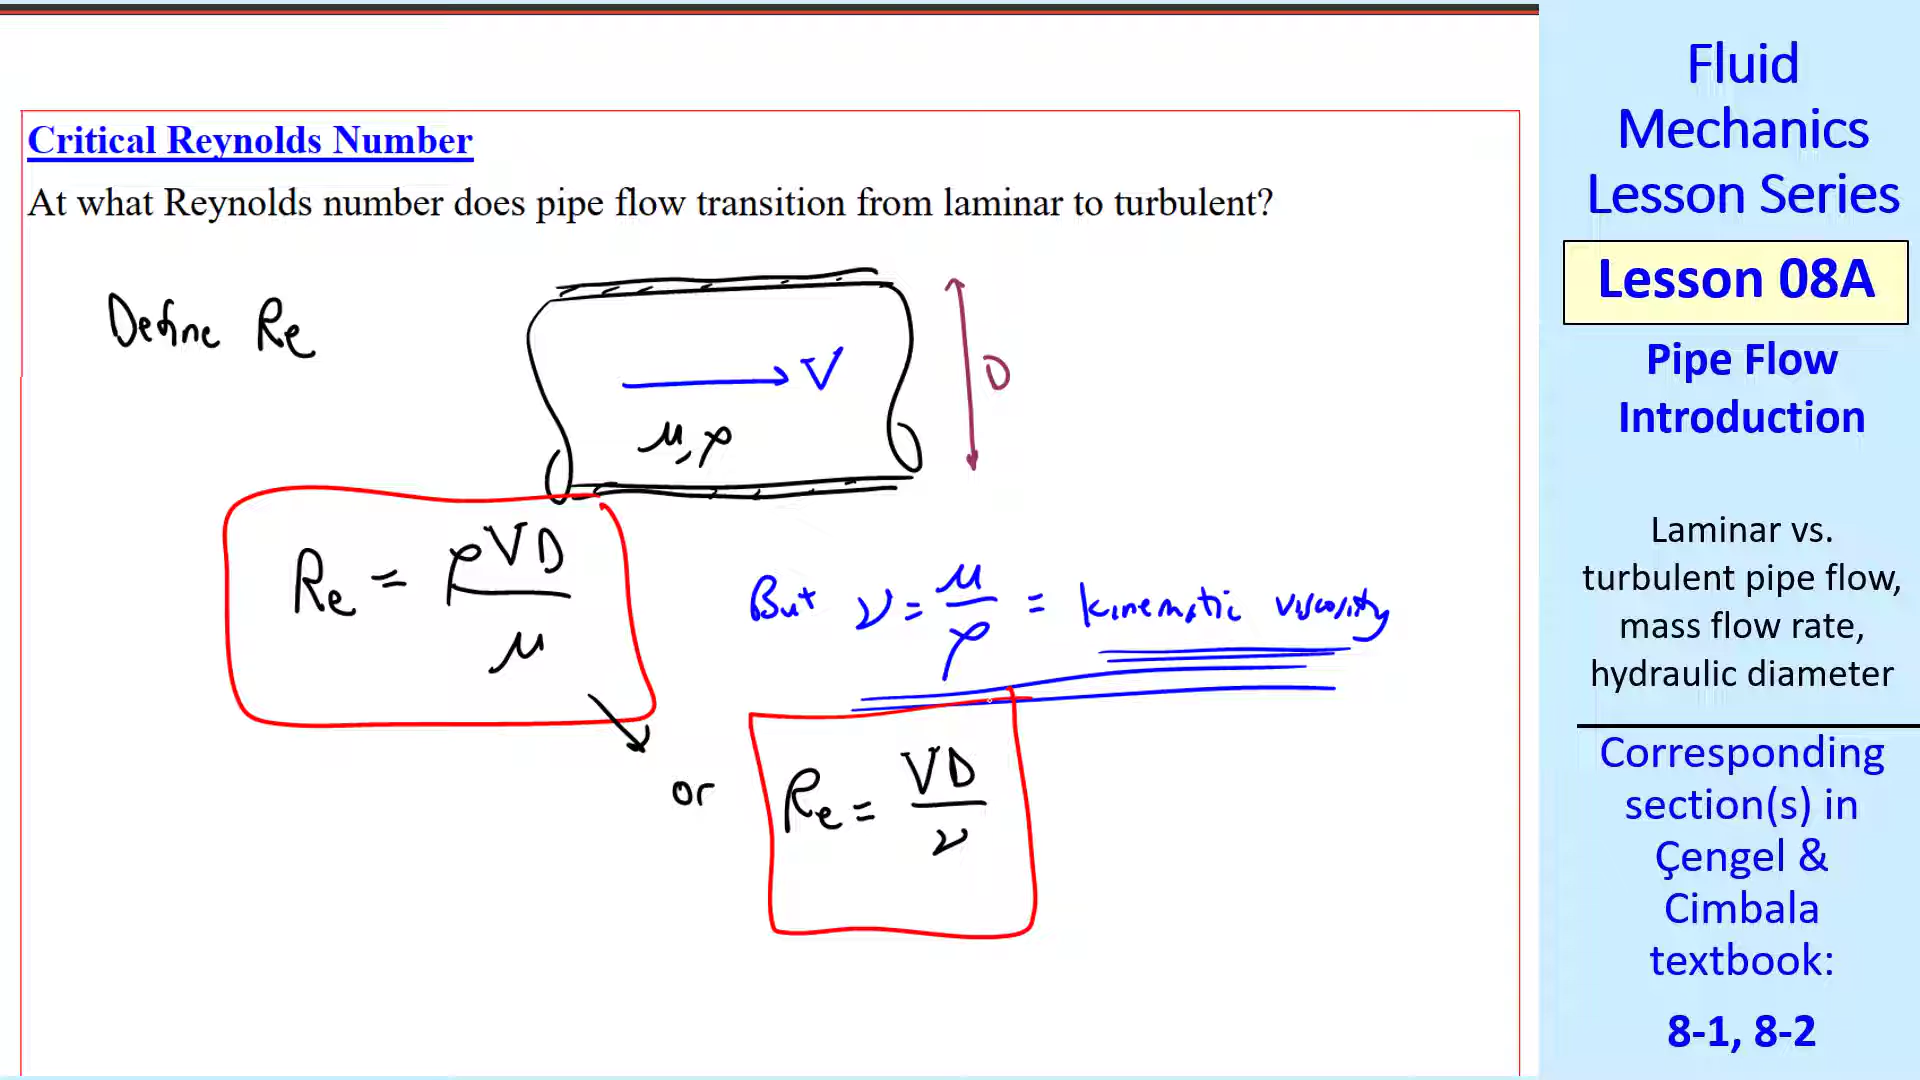 Critical Reynolds Number
At what Reynolds number does pipe flow transition from laminar to turbulent?
Define Re
V
D
μ, ρ
Re = ρVD / μ
But ν = μ / ρ = kinematic viscosity
or Re = VD / ν
Fluid
Mechanics
Lesson Series
Lesson 08A
Pipe Flow
Introduction
Laminar vs.
turbulent pipe flow,
mass flow rate,
hydraulic diameter
Corresponding
section(s) in
Çengel &
Cimbala
textbook:
8-1, 8-2